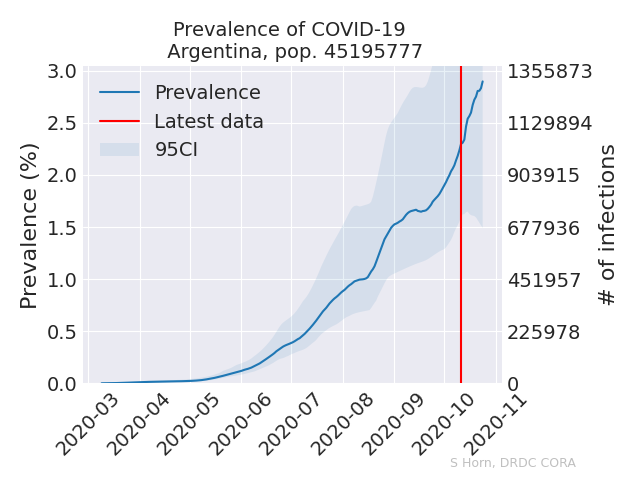 Prevalence of COVID-19
Argentina, pop. 45195777
Prevalence (%)
3.0
2.5
2.0
1.5
1.0
0.5
0.0
Prevalence
Latest data
95CI
1355873
1129894
903915
677936
451957
225978
0
# of infections
2020-03
2020-04
2020-05
2020-06
2020-07
2020-08
2020-09
2020-10
2020-11
S Horn, DRDC CORA